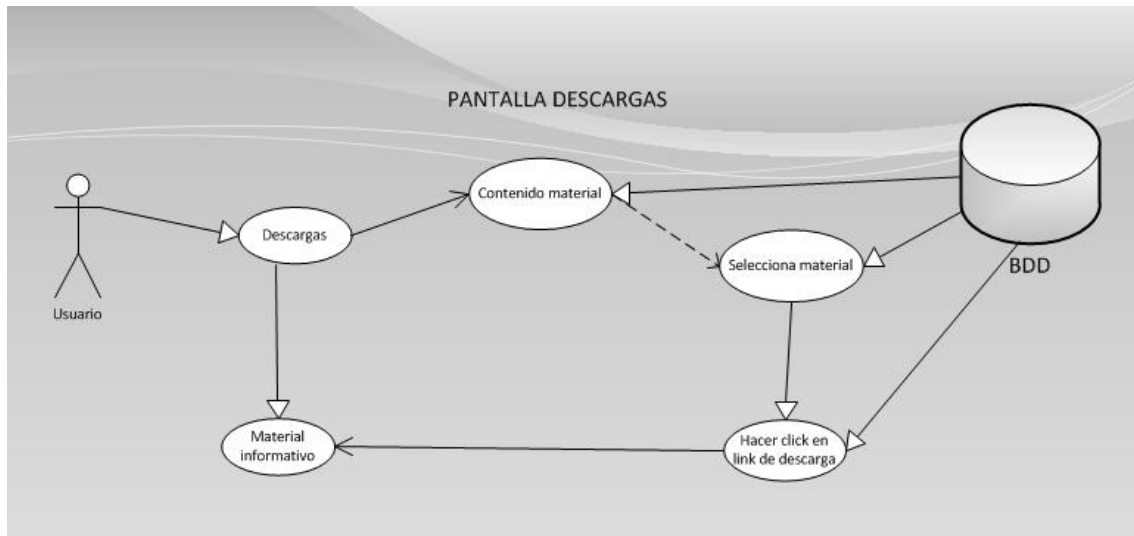 PANTALLA DESCARGAS
Contenido material
Descargas
Selecciona material
BDD
Usuario
Material
informativo
Hacer click en
link de descarga